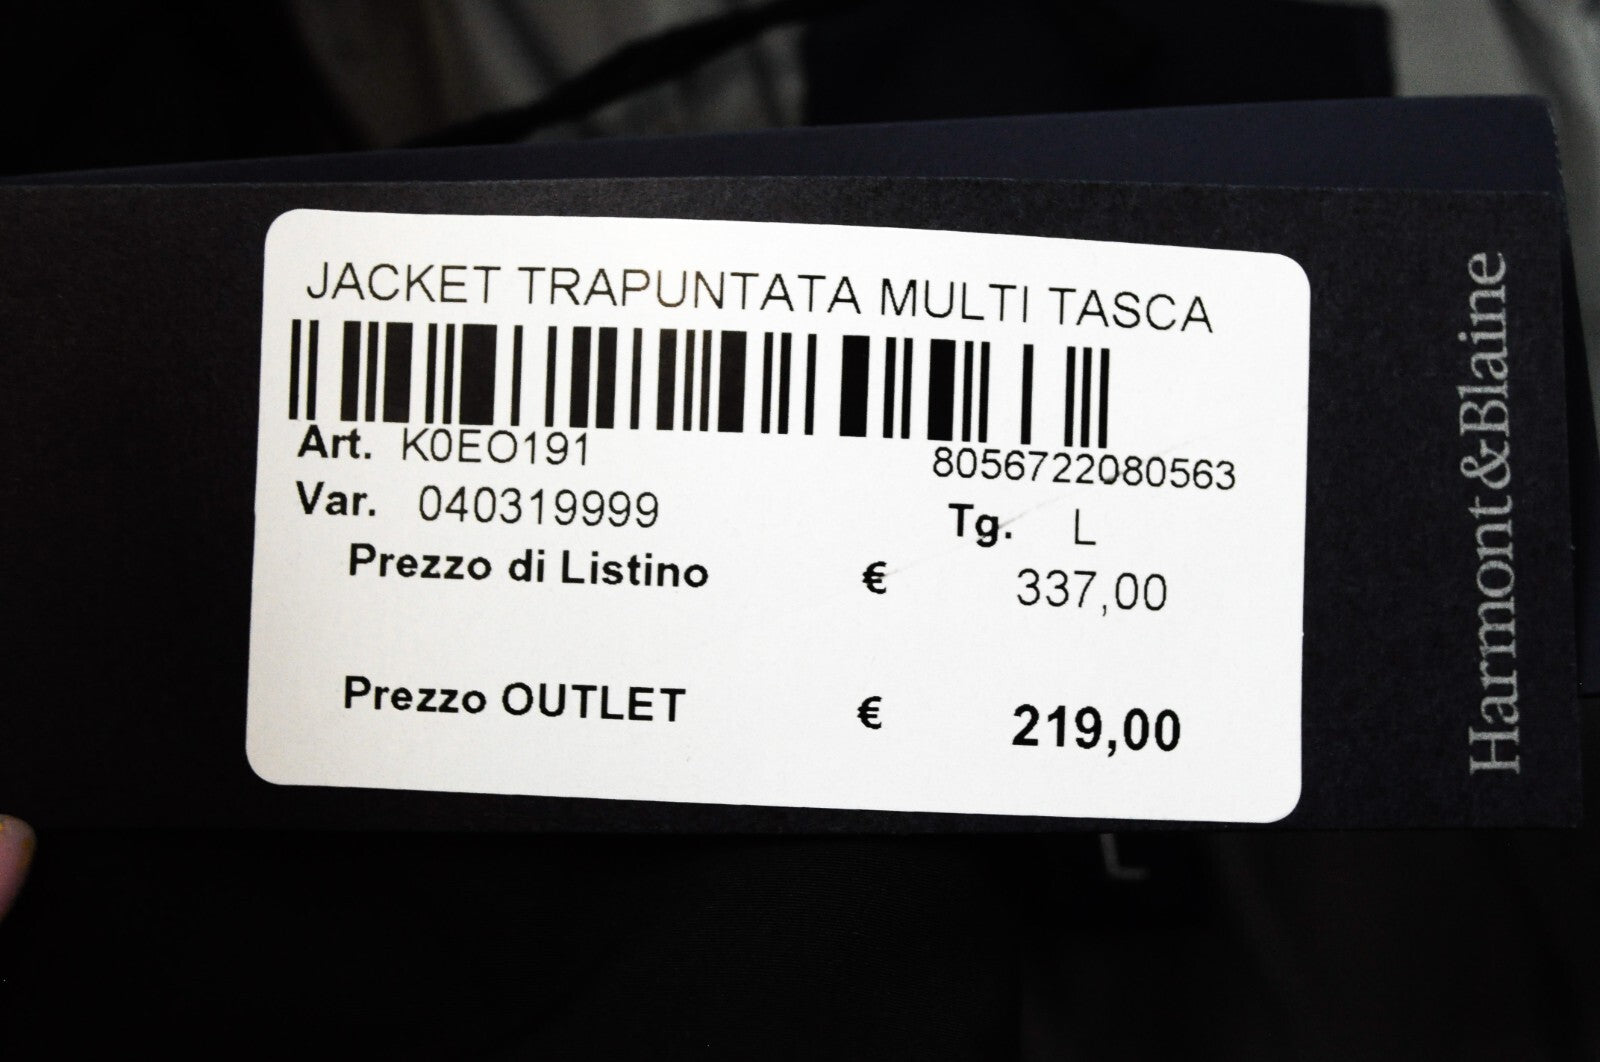 JACKET TRAPUNTATA MULTI TASCA
Art. K0EO191
8056722080563
Var. 040319999
Tg. L
Prezzo di Listino € 337,00
Prezzo OUTLET € 219,00
Harmont&Blaine
L